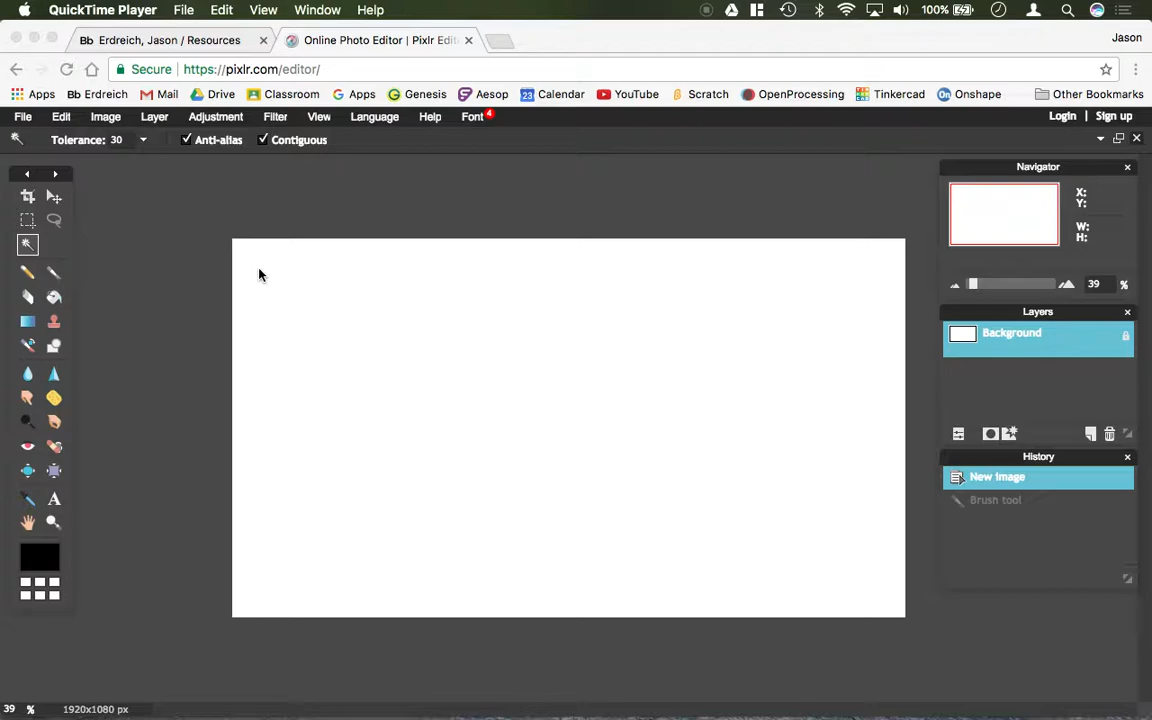 QuickTime Player File Edit View Window Help 100%
Bb Erdreich, Jason / Resources Online Photo Editor | Pixlr Edit Jason
Secure https://pixlr.com/editor/
Apps Bb Erdreich Mail Drive Classroom G Apps Genesis Aesop 23 Calendar YouTube Scratch OpenProcessing Tinkercad On Onshape Other Bookmarks
File Edit Image Layer Adjustment Filter View Language Help Font 4 Login | Sign up
Tolerance: 30 Anti-alias Contiguous
Navigator
X:
Y:
W:
H:
39 %
Layers
Background
History
New image
Brush tool
A
39 % 1920x1080 px